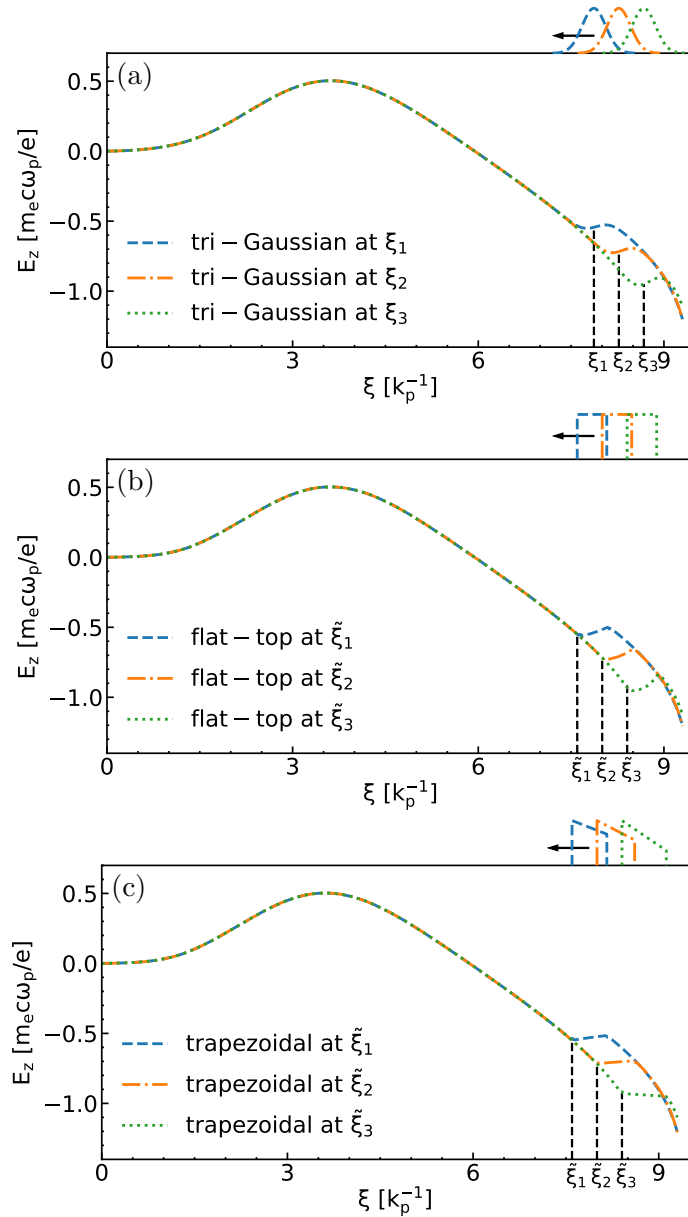 (a)
0.5
0.0
−0.5
−1.0
E_z [m_e cω_p/e]
tri − Gaussian at ξ_1
tri − Gaussian at ξ_2
tri − Gaussian at ξ_3
ξ_1 ξ_2 ξ_3
0 3 6 9
ξ [k_p^{-1}]
(b)
0.5
0.0
−0.5
−1.0
E_z [m_e cω_p/e]
flat − top at ξ̃_1
flat − top at ξ̃_2
flat − top at ξ̃_3
ξ̃_1 ξ̃_2 ξ̃_3
0 3 6 9
ξ [k_p^{-1}]
(c)
0.5
0.0
−0.5
−1.0
E_z [m_e cω_p/e]
trapezoidal at ξ̃_1
trapezoidal at ξ̃_2
trapezoidal at ξ̃_3
ξ̃_1 ξ̃_2 ξ̃_3
0 3 6 9
ξ [k_p^{-1}]